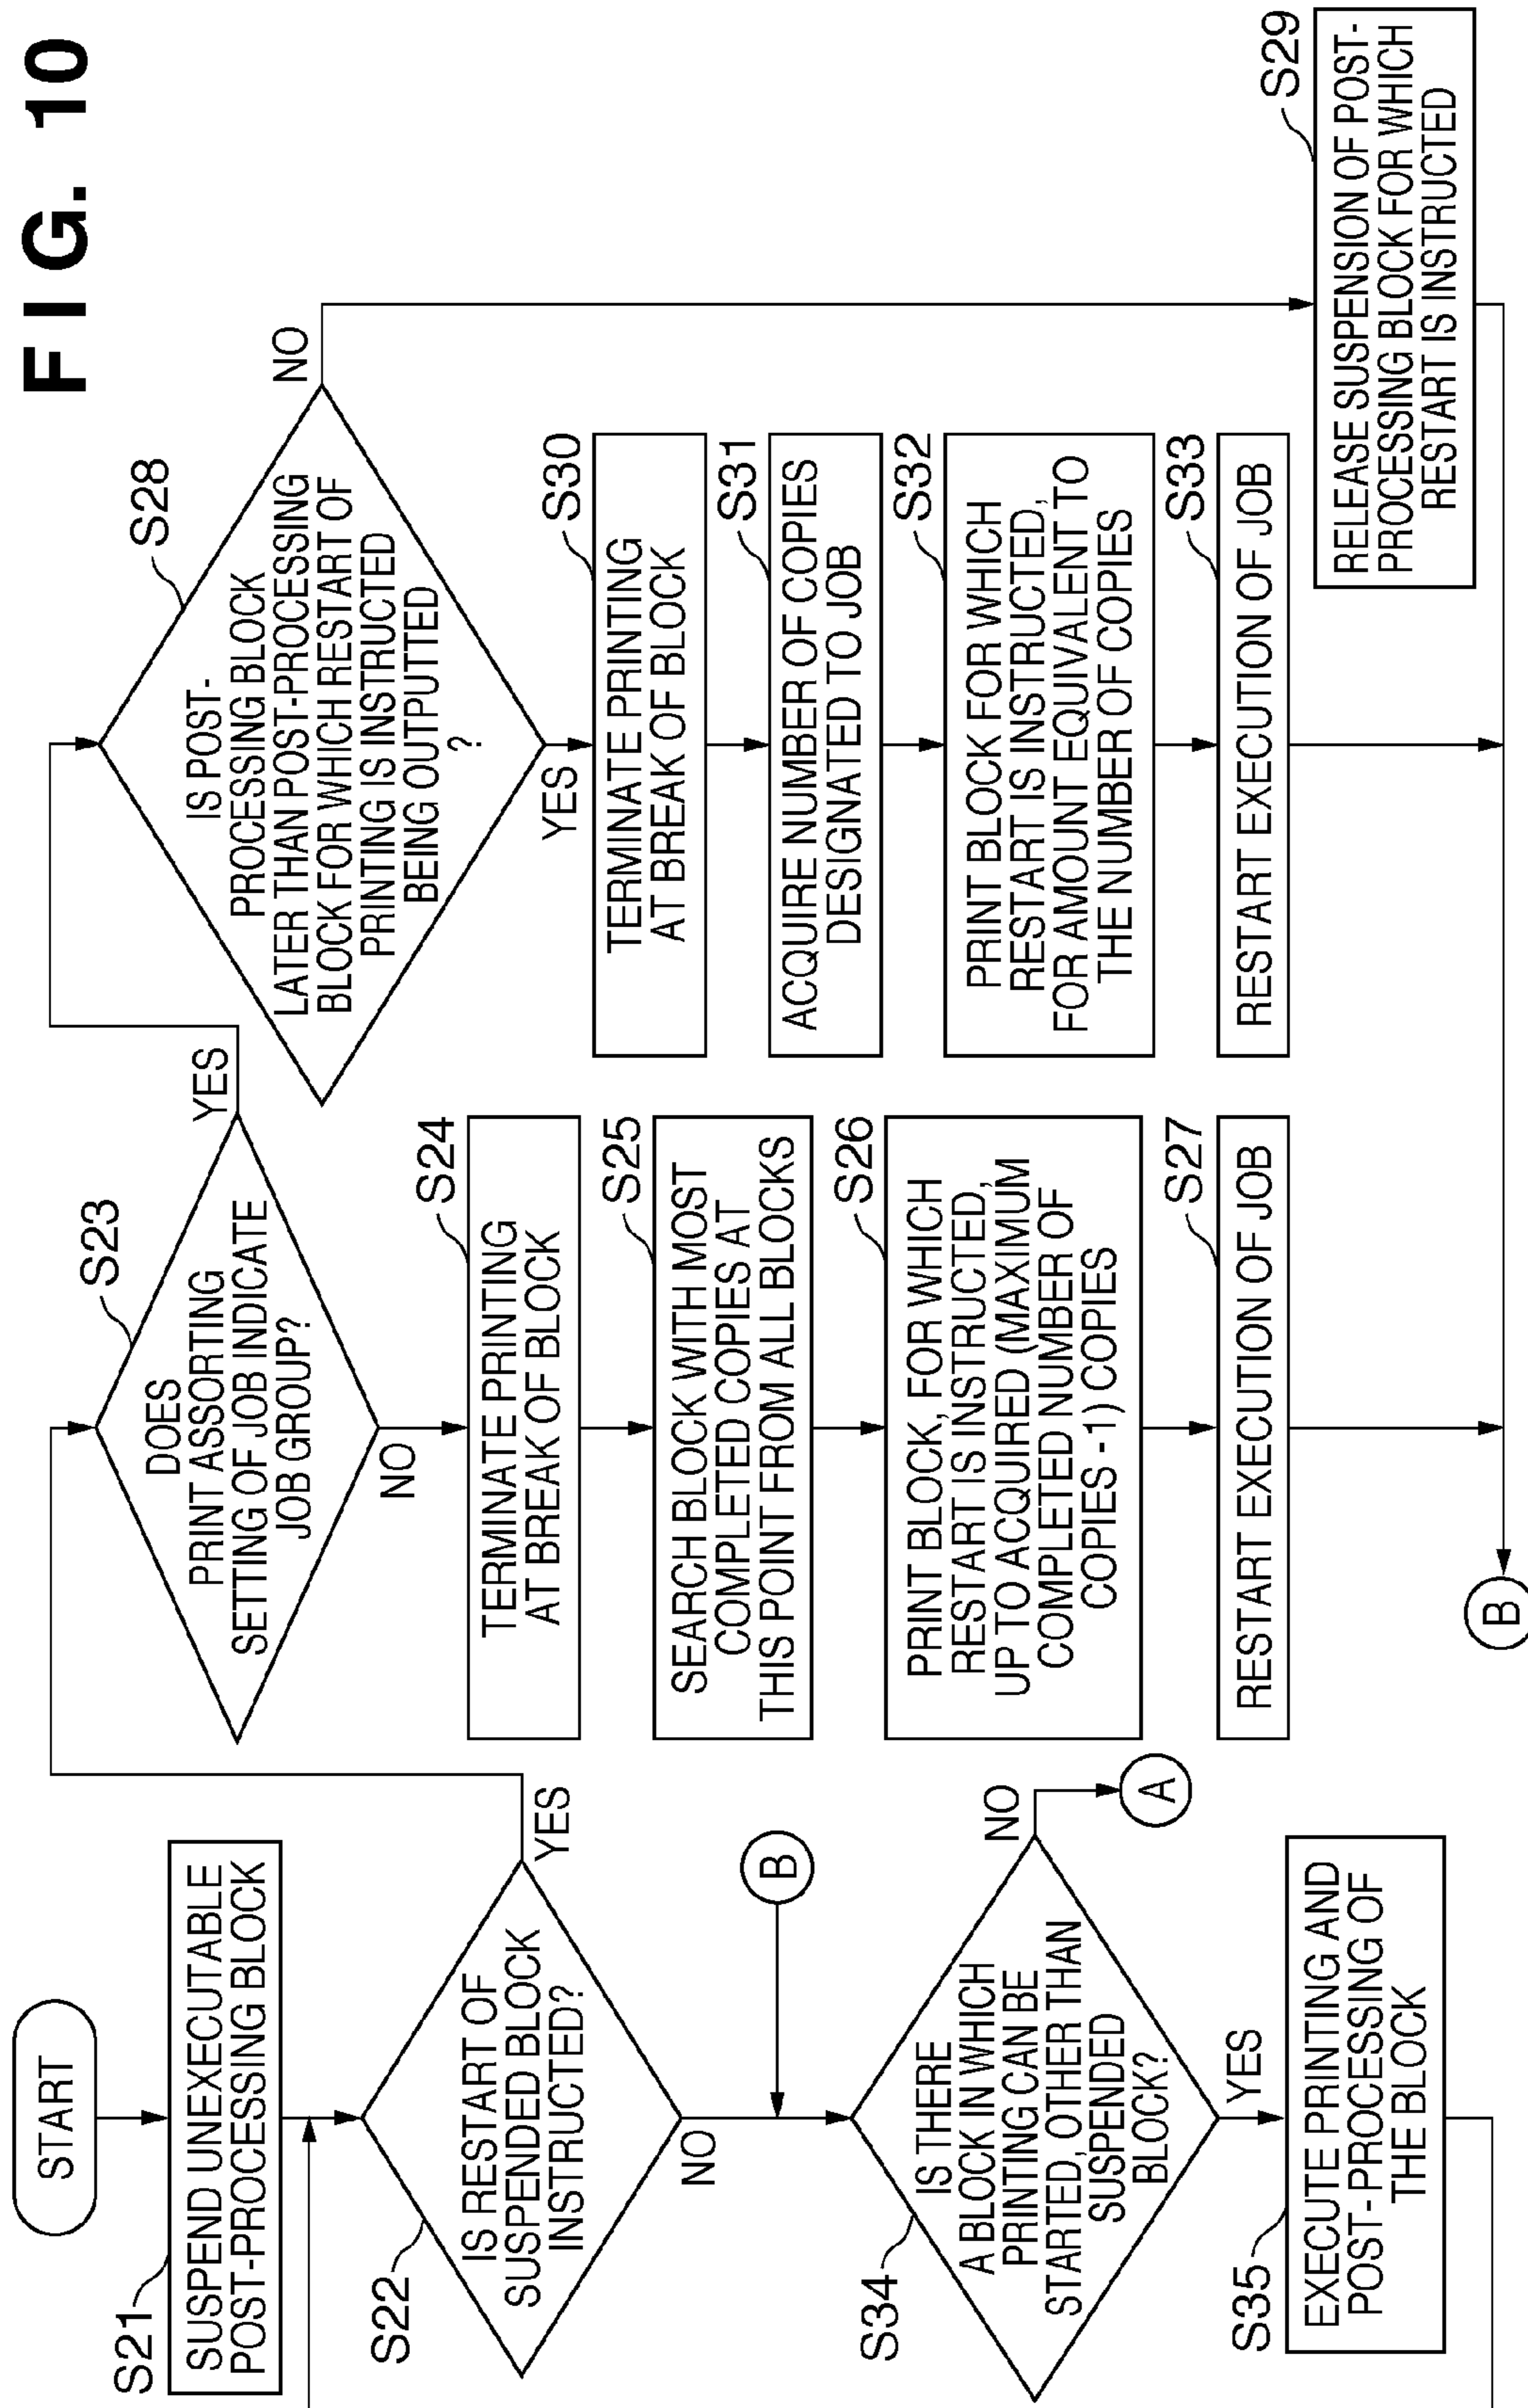 FIG. 10
START
S21
SUSPEND UNEXECUTABLE
POST-PROCESSING BLOCK
S22
IS RESTART OF
SUSPENDED BLOCK
INSTRUCTED?
YES
NO
B
S34
IS THERE
A BLOCK IN WHICH
PRINTING CAN BE
STARTED, OTHER THAN
SUSPENDED
BLOCK?
NO
A
YES
S35
EXECUTE PRINTING AND
POST-PROCESSING OF
THE BLOCK
S23
DOES
PRINT ASSORTING
SETTING OF JOB INDICATE
JOB GROUP?
YES
NO
S24
TERMINATE PRINTING
AT BREAK OF BLOCK
S25
SEARCH BLOCK WITH MOST
COMPLETED COPIES AT
THIS POINT FROM ALL BLOCKS
S26
PRINT BLOCK, FOR WHICH
RESTART IS INSTRUCTED,
UP TO ACQUIRED (MAXIMUM
COMPLETED NUMBER OF
COPIES -1) COPIES
S27
RESTART EXECUTION OF JOB
B
S28
IS POST-
PROCESSING BLOCK
LATER THAN POST-PROCESSING
BLOCK FOR WHICH RESTART OF
PRINTING IS INSTRUCTED
BEING OUTPUTTED
?
NO
YES
S30
TERMINATE PRINTING
AT BREAK OF BLOCK
S31
ACQUIRE NUMBER OF COPIES
DESIGNATED TO JOB
S32
PRINT BLOCK FOR WHICH
RESTART IS INSTRUCTED,
FOR AMOUNT EQUIVALENT TO
THE NUMBER OF COPIES
S33
RESTART EXECUTION OF JOB
S29
RELEASE SUSPENSION OF POST-
PROCESSING BLOCK FOR WHICH
RESTART IS INSTRUCTED